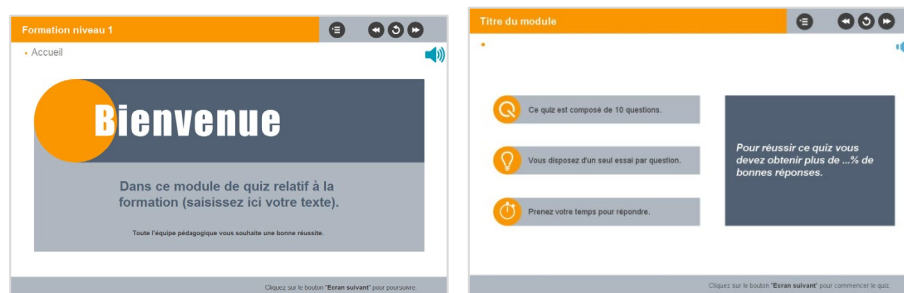 Formation niveau 1
Accueil
Bienvenue
Dans ce module de quiz relatif à la
formation (saisissez ici votre texte).
Toute l'équipe pédagogique vous souhaite une bonne réussite.
Cliquez sur le bouton "Ecran suivant" pour poursuivre.
Titre du module
Ce quiz est composé de 10 questions.
Vous disposez d'un seul essai par question.
Prenez votre temps pour répondre.
Pour réussir ce quiz vous
devez obtenir plus de ...% de
bonnes réponses.
Cliquez sur le bouton "Ecran suivant" pour commencer le quiz.